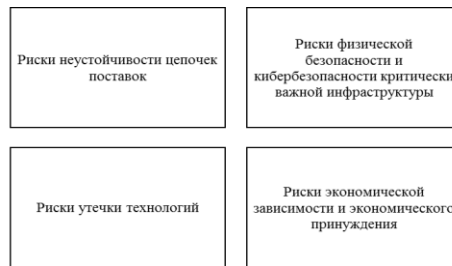 Риски неустойчивости цепочек
поставок
Риски физической
безопасности и
кибербезопасности критически
важной инфраструктуры
Риски утечки технологий
Риски экономической
зависимости и экономического
принуждения